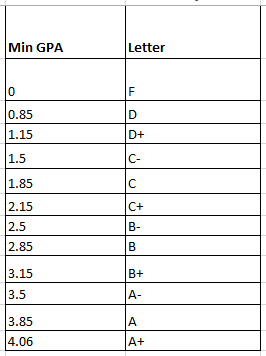 Min GPA Letter
0 F
0.85 D
1.15 D+
1.5 C-
1.85 C
2.15 C+
2.5 B-
2.85 B
3.15 B+
3.5 A-
3.85 A
4.06 A+